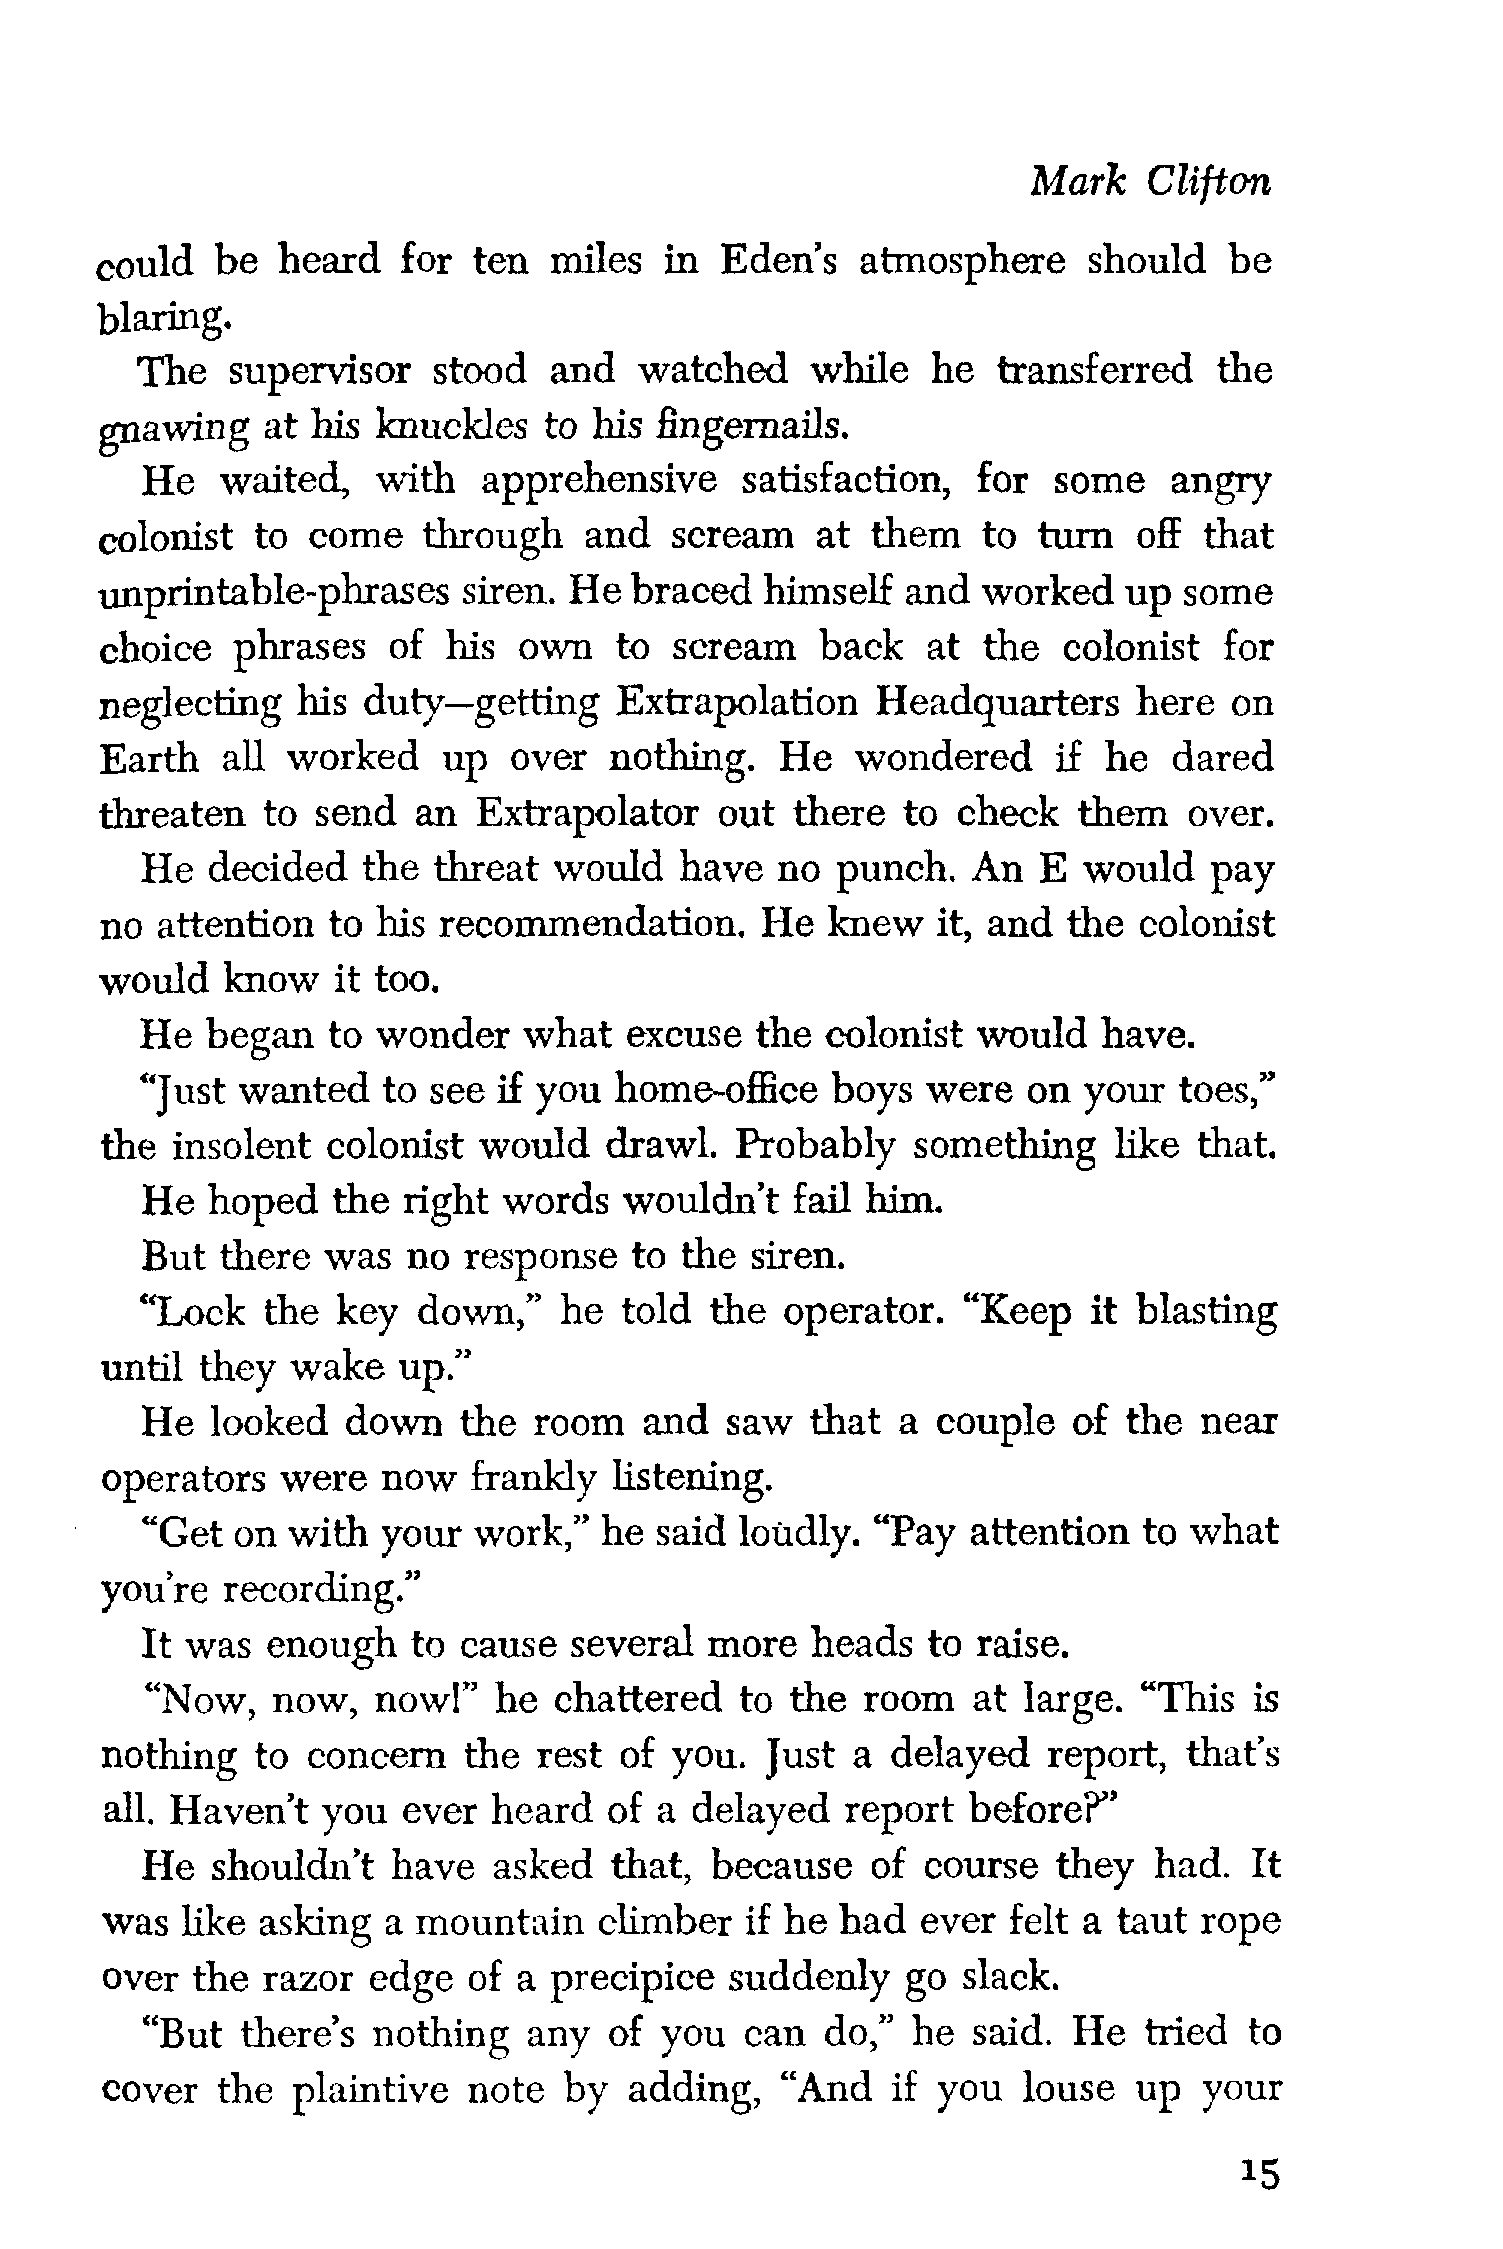 Mark Clifton
could be heard for ten miles in Eden's atmosphere should be
blaring.
The supervisor stood and watched while he transferred the
gnawing at his knuckles to his fingernails.
He waited, with apprehensive satisfaction, for some angry
colonist to come through and scream at them to turn off that
unprintable-phrases siren. He braced himself and worked up some
choice phrases of his own to scream back at the colonist for
neglecting his duty—getting Extrapolation Headquarters here on
Earth all worked up over nothing. He wondered if he dared
threaten to send an Extrapolator out there to check them over.
He decided the threat would have no punch. An E would pay
no attention to his recommendation. He knew it, and the colonist
would know it too.
He began to wonder what excuse the colonist would have.
“Just wanted to see if you home-office boys were on your toes,”
the insolent colonist would drawl. Probably something like that.
He hoped the right words wouldn't fail him.
But there was no response to the siren.
“Lock the key down,” he told the operator. “Keep it blasting
until they wake up.”
He looked down the room and saw that a couple of the near
operators were now frankly listening.
“Get on with your work,” he said loudly. “Pay attention to what
you're recording.”
It was enough to cause several more heads to raise.
“Now, now, now!” he chattered to the room at large. “This is
nothing to concern the rest of you. Just a delayed report, that's
all. Haven't you ever heard of a delayed report before?”
He shouldn't have asked that, because of course they had. It
was like asking a mountain climber if he had ever felt a taut rope
over the razor edge of a precipice suddenly go slack.
“But there's nothing any of you can do,” he said. He tried to
cover the plaintive note by adding, “And if you louse up your
15